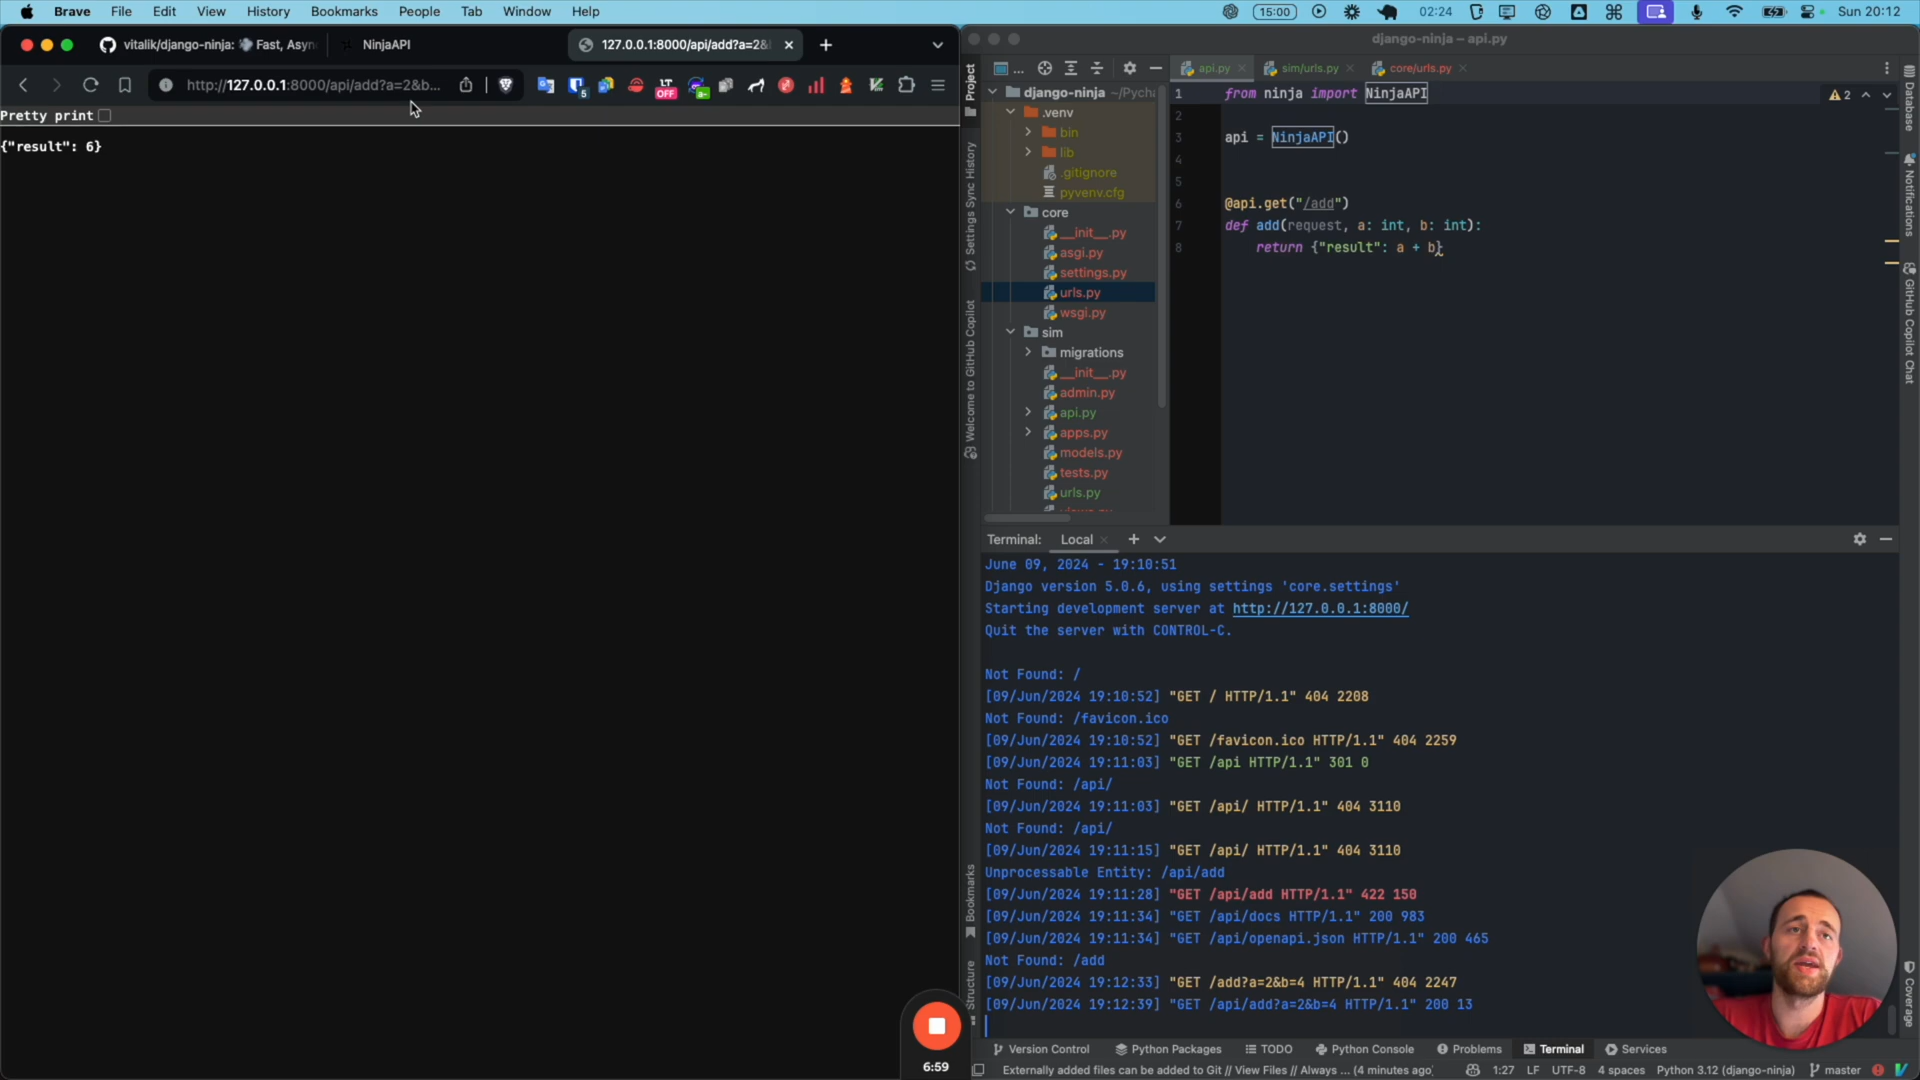 Brave File Edit View History Bookmarks People Tab Window Help
15:00
02:24
Sun 20:12
vitalik/django-ninja: Fast, Asyn
NinjaAPI
127.0.0.1:8000/api/add?a=2&
http://127.0.0.1:8000/api/add?a=2&b...
5
LT
OFF
a-
Pretty print
{"result": 6}
django-ninja – api.py
Project
...
api.py
sim/urls.py
core/urls.py
django-ninja ~/Pycha
.venv
bin
lib
.gitignore
pyvenv.cfg
core
__init__.py
asgi.py
settings.py
urls.py
wsgi.py
sim
migrations
__init__.py
admin.py
api.py
apps.py
models.py
tests.py
urls.py
views.py
Settings Sync History
Welcome to GitHub Copilot
Bookmarks
Structure
1 from ninja import NinjaAPI
2
3 api = NinjaAPI()
4
5
6 @api.get("/add")
7 def add(request, a: int, b: int):
8 return {"result": a + b}
2
Database
Notifications
GitHub Copilot Chat
Coverage
Terminal: Local
June 09, 2024 - 19:10:51
Django version 5.0.6, using settings 'core.settings'
Starting development server at http://127.0.0.1:8000/
Quit the server with CONTROL-C.
Not Found: /
[09/Jun/2024 19:10:52] "GET / HTTP/1.1" 404 2208
Not Found: /favicon.ico
[09/Jun/2024 19:10:52] "GET /favicon.ico HTTP/1.1" 404 2259
[09/Jun/2024 19:11:03] "GET /api HTTP/1.1" 301 0
Not Found: /api/
[09/Jun/2024 19:11:03] "GET /api/ HTTP/1.1" 404 3110
Not Found: /api/
[09/Jun/2024 19:11:15] "GET /api/ HTTP/1.1" 404 3110
Unprocessable Entity: /api/add
[09/Jun/2024 19:11:28] "GET /api/add HTTP/1.1" 422 150
[09/Jun/2024 19:11:34] "GET /api/docs HTTP/1.1" 200 983
[09/Jun/2024 19:11:34] "GET /api/openapi.json HTTP/1.1" 200 465
Not Found: /add
[09/Jun/2024 19:12:33] "GET /add?a=2&b=4 HTTP/1.1" 404 2247
[09/Jun/2024 19:12:39] "GET /api/add?a=2&b=4 HTTP/1.1" 200 13
6:59
Version Control Python Packages TODO Python Console Problems Terminal Services
Externally added files can be added to Git // View Files // Always ... (4 minutes ago) 1:27 LF UTF-8 4 spaces Python 3.12 (django-ninja) master